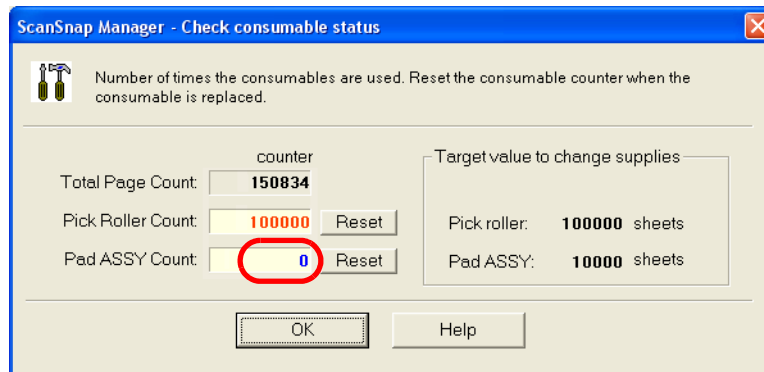 ScanSnap Manager - Check consumable status
Number of times the consumables are used. Reset the consumable counter when the
consumable is replaced.
counter
Total Page Count: 150834
Pick Roller Count: 100000 Reset
Pad ASSY Count: 0 Reset
Target value to change supplies
Pick roller: 100000 sheets
Pad ASSY: 10000 sheets
OK Help